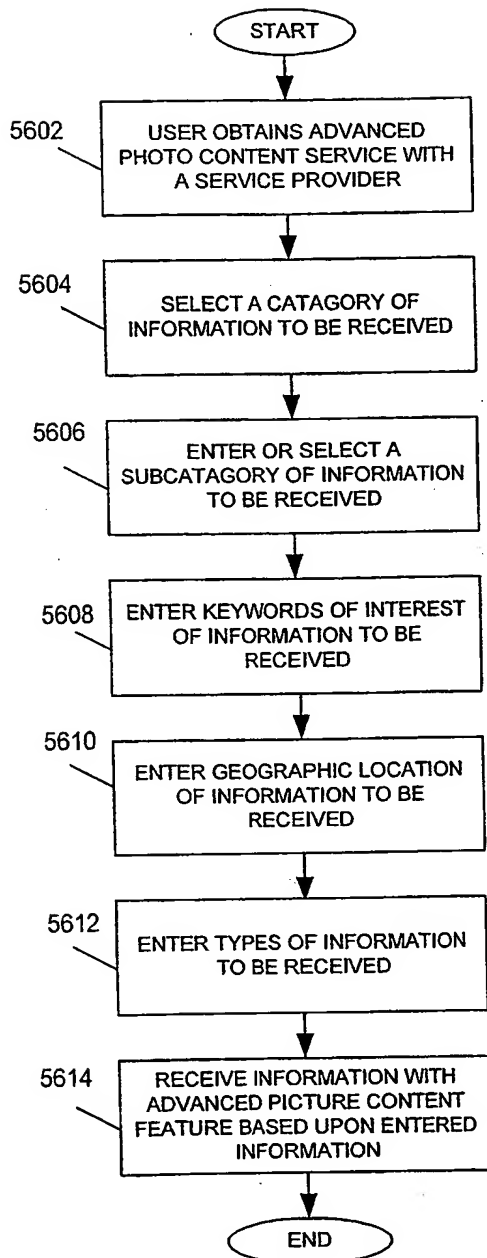 START
5602
USER OBTAINS ADVANCED
PHOTO CONTENT SERVICE WITH
A SERVICE PROVIDER
5604
SELECT A CATAGORY OF
INFORMATION TO BE RECEIVED
5606
ENTER OR SELECT A
SUBCATAGORY OF INFORMATION
TO BE RECEIVED
5608
ENTER KEYWORDS OF INTEREST
OF INFORMATION TO BE
RECEIVED
5610
ENTER GEOGRAPHIC LOCATION
OF INFORMATION TO BE
RECEIVED
5612
ENTER TYPES OF INFORMATION
TO BE RECEIVED
5614
RECEIVE INFORMATION WITH
ADVANCED PICTURE CONTENT
FEATURE BASED UPON ENTERED
INFORMATION
END